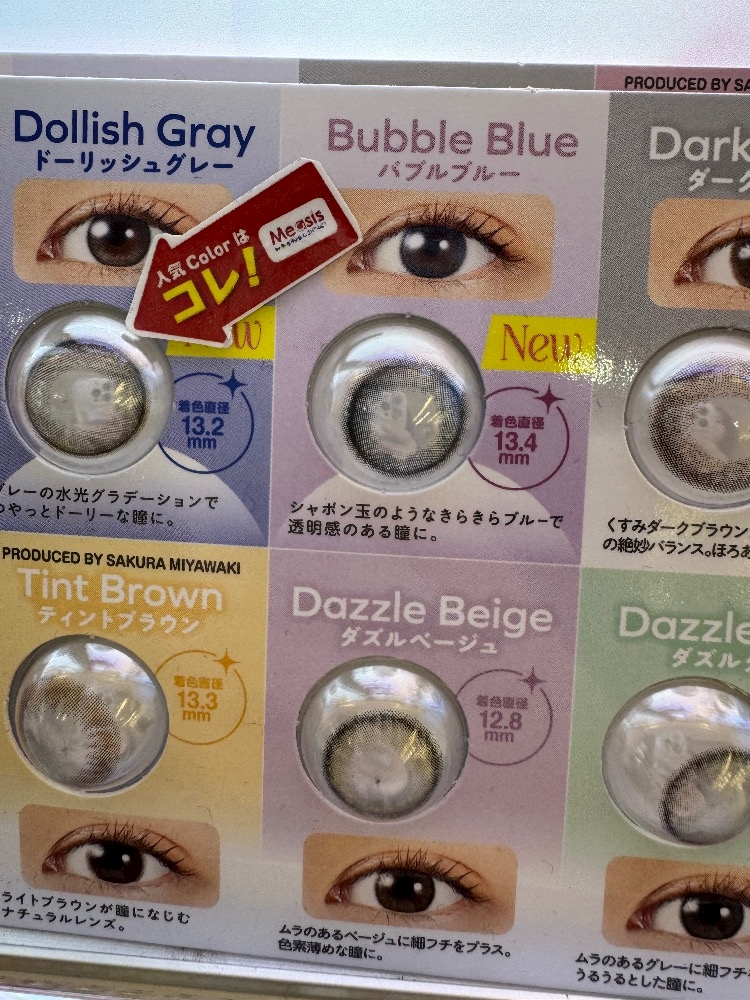 PRODUCED BY SA
Dollish Gray
ドーリッシュグレー
人気 Color は
コレ!
Meosis
New
着色直径
13.2
mm
グレーの水光グラデーションで
つやっとドーリーな瞳に。
Bubble Blue
バブルブルー
New
着色直径
13.4
mm
シャボン玉のようなきらきらブルーで
透明感のある瞳に。
Dark
ダーク
くすみダークブラウン
の絶妙バランス。ほろあ
PRODUCED BY SAKURA MIYAWAKI
Tint Brown
ティントブラウン
着色直径
13.3
mm
ライトブラウンが瞳になじむ
ナチュラルレンズ。
Dazzle Beige
ダズルベージュ
着色直径
12.8
mm
ムラのあるベージュに細フチをプラス。
色素薄めな瞳に。
Dazzle
ダズル
ムラのあるグレーに細フチ
うるうるとした瞳に。